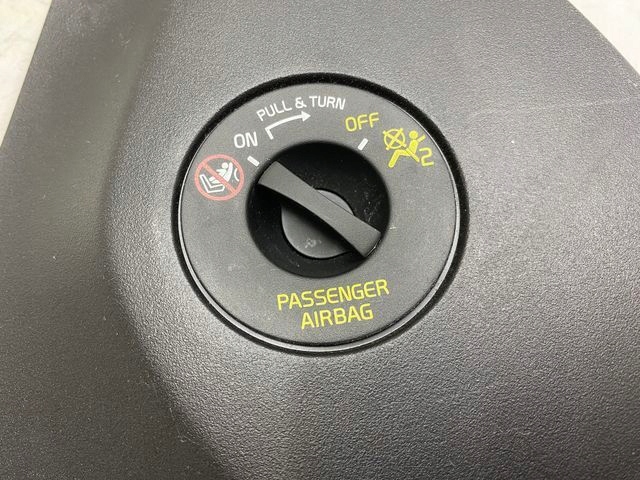 PULL & TURN
ON
OFF
2
PASSENGER
AIRBAG